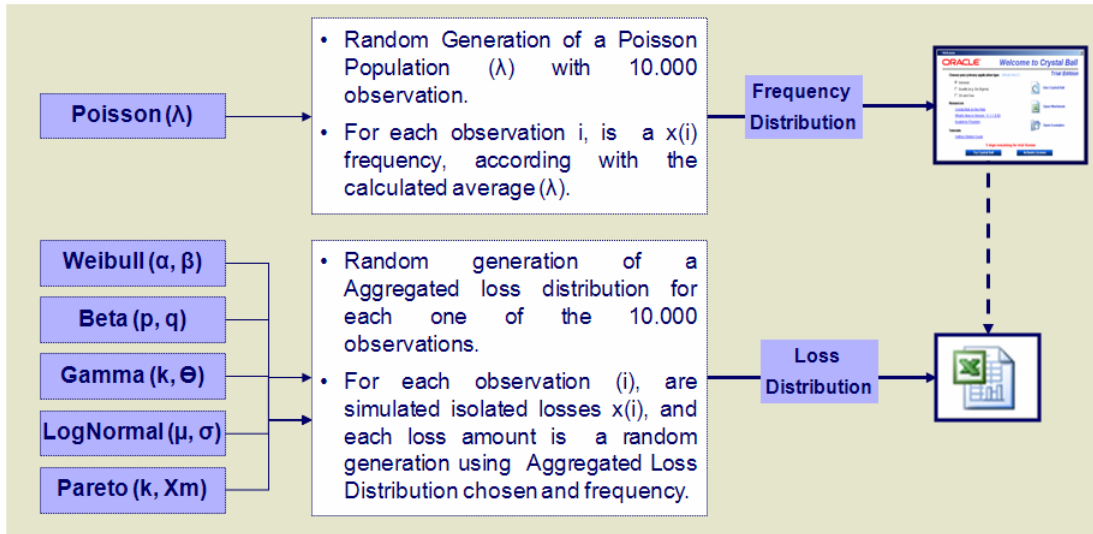 Poisson (λ)
• Random Generation of a Poisson
Population (λ) with 10.000
observation.
• For each observation i, is a x(i)
frequency, according with the
calculated average (λ).
Frequency
Distribution
ORACLE
Welcome to Crystal Ball
Trial Edition
Weibull (α, β)
Beta (p, q)
Gamma (k, Θ)
LogNormal (μ, σ)
Pareto (k, Xm)
• Random generation of a
Aggregated loss distribution for
each one of the 10.000
observations.
• For each observation (i), are
simulated isolated losses x(i), and
each loss amount is a random
generation using Aggregated Loss
Distribution chosen and frequency.
Loss
Distribution